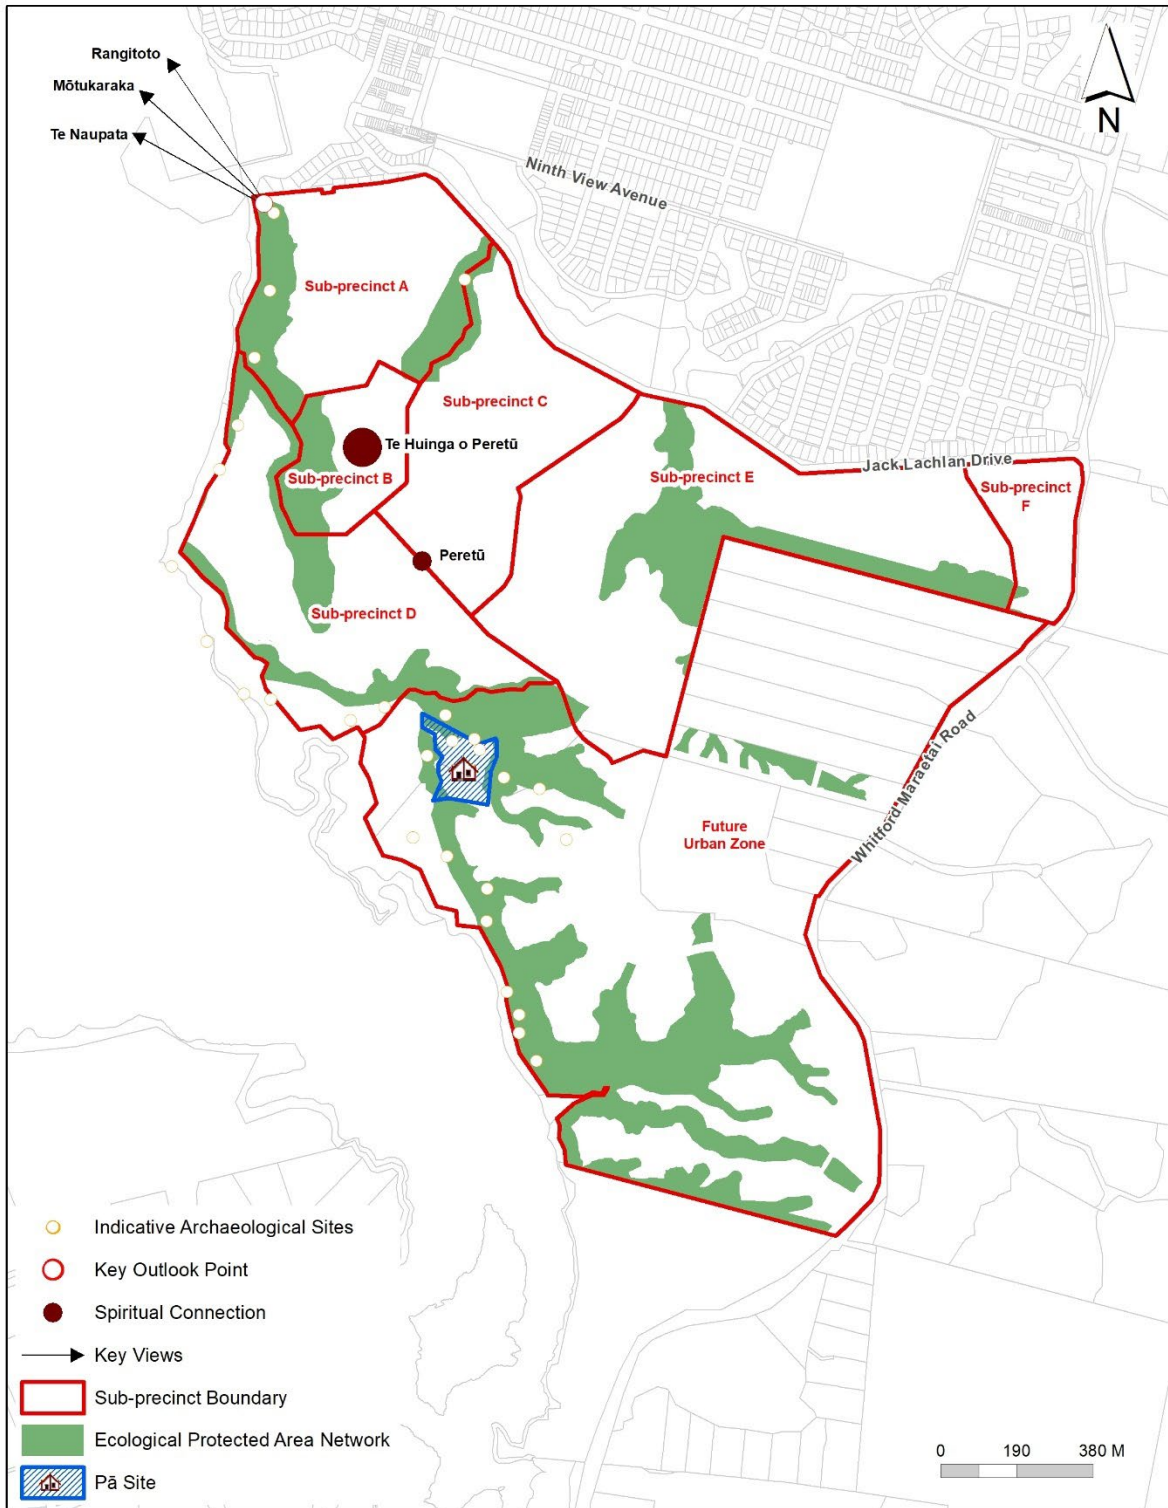 Rangitoto
Mōtukaraka
Te Naupata
N
Ninth View Avenue
Sub-precinct A
Sub-precinct C
Te Huinga o Peretū
Sub-precinct B
Sub-precinct E
Jack Lachlan Drive
Sub-precinct
F
Peretū
Sub-precinct D
Whitford Maraetai Road
Future
Urban Zone
Indicative Archaeological Sites
Key Outlook Point
Spiritual Connection
Key Views
Sub-precinct Boundary
Ecological Protected Area Network
Pā Site
0 190 380 M